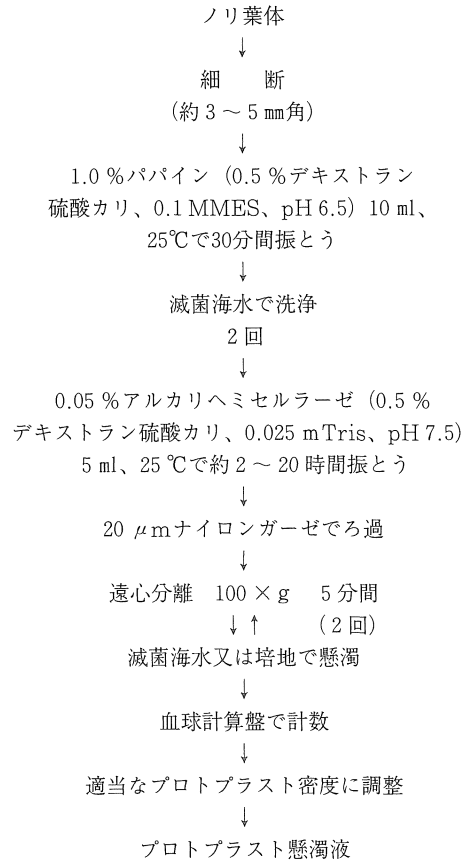 ノリ葉体
↓
細　　断
（約３～５㎜角）
↓
1.0 %パパイン（0.5 %デキストラン
硫酸カリ、0.1 MMES、pH 6.5）10 ml、
25℃で30分間振とう
↓
滅菌海水で洗浄
２回
↓
0.05 %アルカリヘミセルラーゼ（0.5 %
デキストラン硫酸カリ、0.025 mTris、pH 7.5）
5 ml、25 ℃で約２～20 時間振とう
↓
20 μmナイロンガーゼでろ過
↓
遠心分離　100 × g　５分間
↓↑　（２回）
滅菌海水又は培地で懸濁
↓
血球計算盤で計数
↓
適当なプロトプラスト密度に調整
↓
プロトプラスト懸濁液